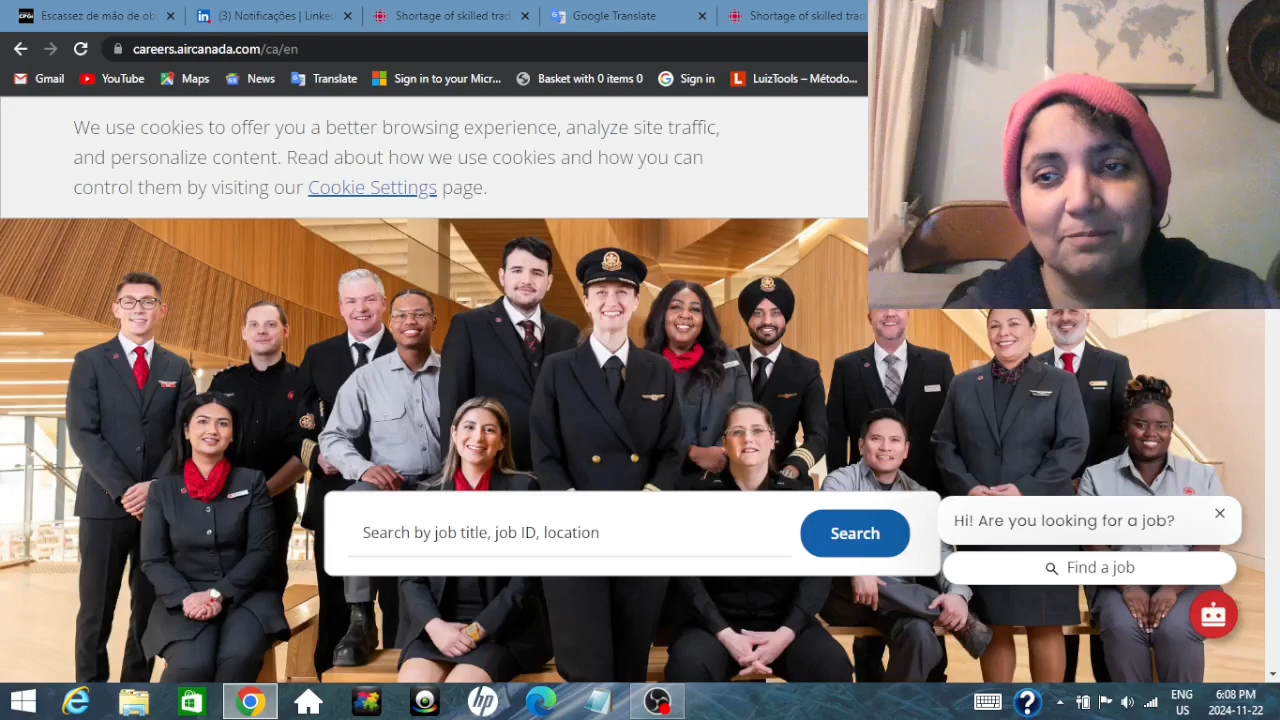 Escassez de mão de ob
(3) Notificações | Linke
Shortage of skilled trad
Google Translate
Shortage of skilled trad
careers.aircanada.com/ca/en
Gmail
YouTube
Maps
News
Translate
Sign in to your Micr...
Basket with 0 items 0
Sign in
LuizTools – Método...
We use cookies to offer you a better browsing experience, analyze site traffic,
and personalize content. Read about how we use cookies and how you can
control them by visiting our Cookie Settings page.
Search by job title, job ID, location
Search
Hi! Are you looking for a job?
Find a job
ENG
US
6:08 PM
2024-11-22